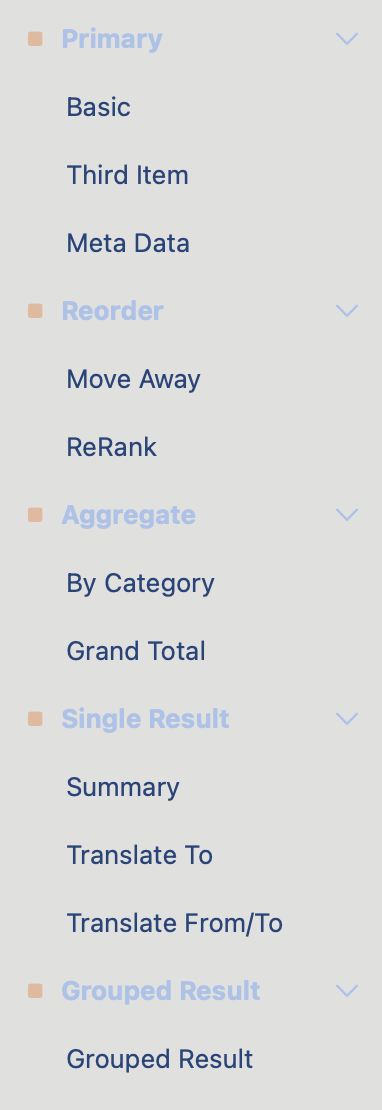 Primary
Basic
Third Item
Meta Data
Reorder
Move Away
ReRank
Aggregate
By Category
Grand Total
Single Result
Summary
Translate To
Translate From/To
Grouped Result
Grouped Result